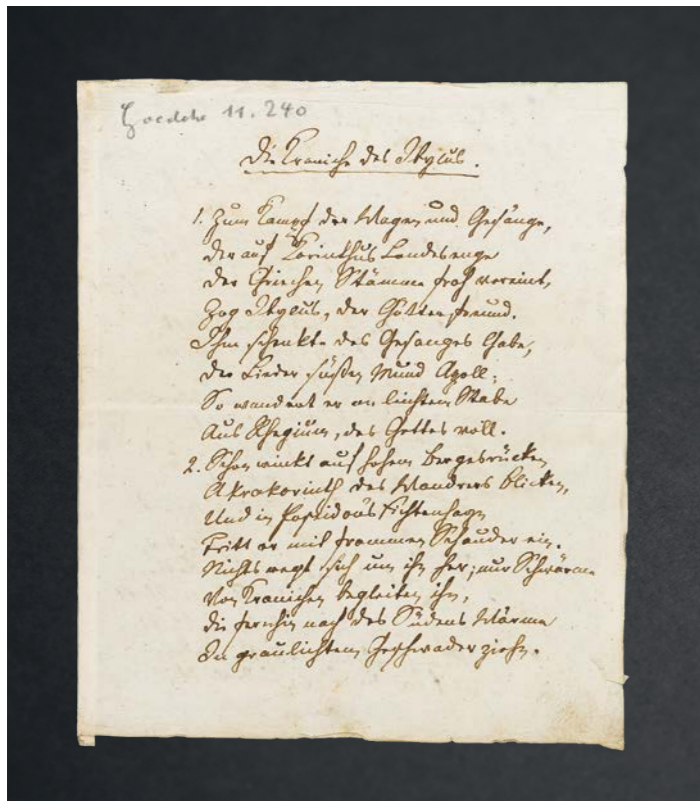 Goedeke 11. 240
Die Kraniche des Ibycus.
1. Zum Kampf der Wagen und Gesänge,
Der auf Korinthus Landesenge
Der Griechen Stämme froh vereint,
Zog Ibycus, der Götterfreund.
Ihm schenkte des Gesanges Gabe,
Der Lieder süßen Mund Apoll;
So wandert er an leichtem Stabe
Aus Rhegium, des Gottes voll.
2. Schon winkt auf hohem Bergesrücken
Akrokorinth des Wandrers Blicken,
Und in Poseidons Fichtenhayn
Tritt er mit frommem Schauder ein.
Nichts regt sich um ihn her; nur Schwärme
Von Kranichen begleiten ihn,
Die fernhin nach des Südens Wärme
In graulichtem Geschwader ziehn.